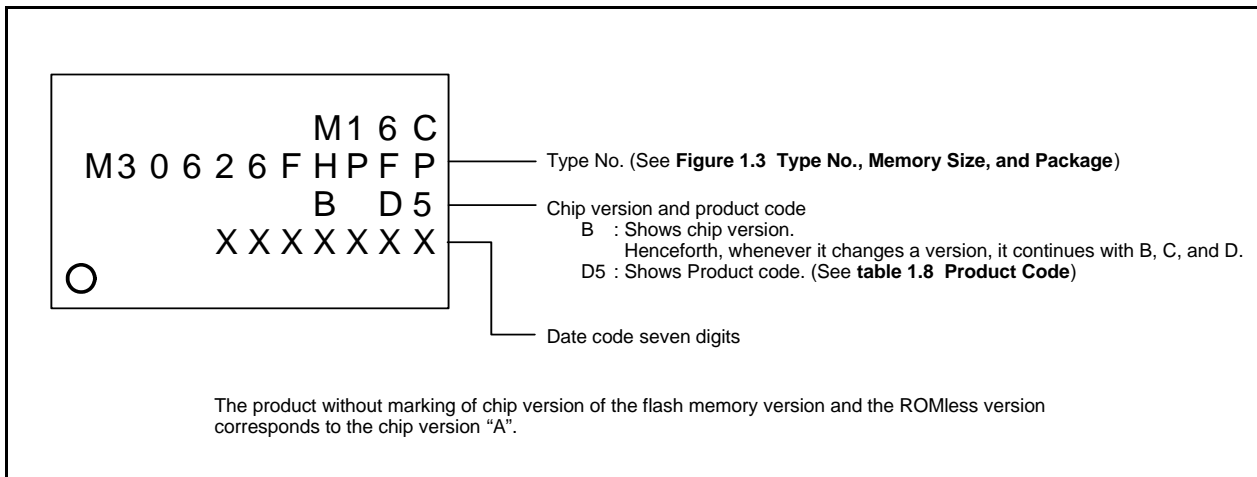 M16C
M30626FHPFP
B D5
XXXXXXX
Type No. (See Figure 1.3 Type No., Memory Size, and Package)
Chip version and product code
B : Shows chip version.
Henceforth, whenever it changes a version, it continues with B, C, and D.
D5 : Shows Product code. (See table 1.8 Product Code)
Date code seven digits
The product without marking of chip version of the flash memory version and the ROMless version
corresponds to the chip version “A”.